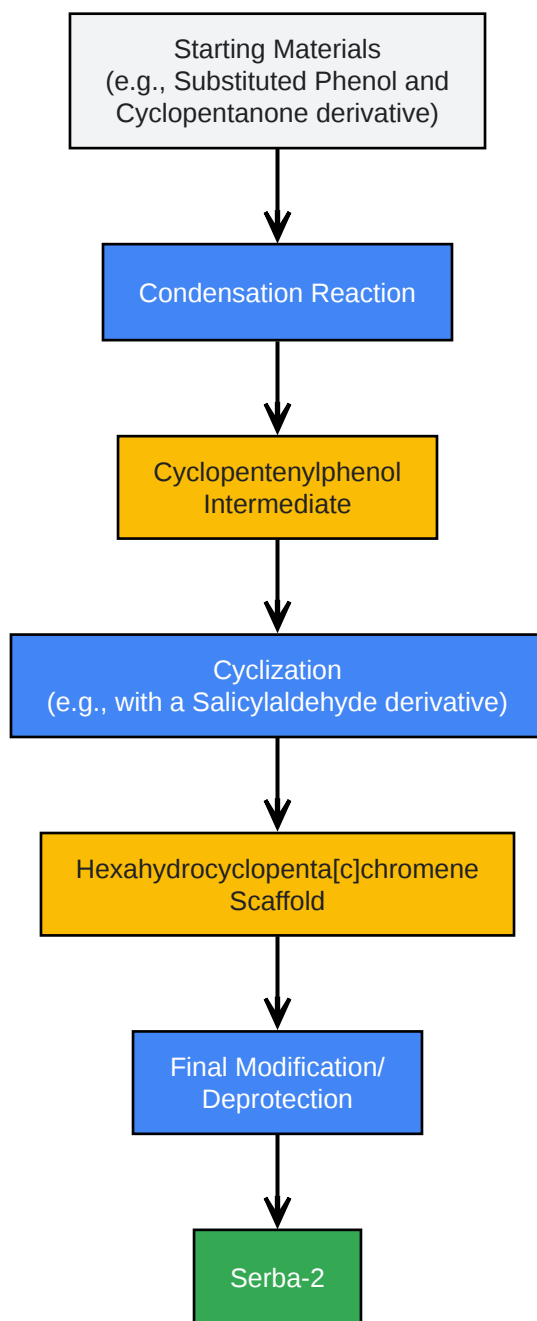 Starting Materials
(e.g., Substituted Phenol and
Cyclopentanone derivative)
Condensation Reaction
Cyclopentenylphenol
Intermediate
Cyclization
(e.g., with a Salicylaldehyde derivative)
Hexahydrocyclopenta[c]chromene
Scaffold
Final Modification/
Deprotection
Serba-2